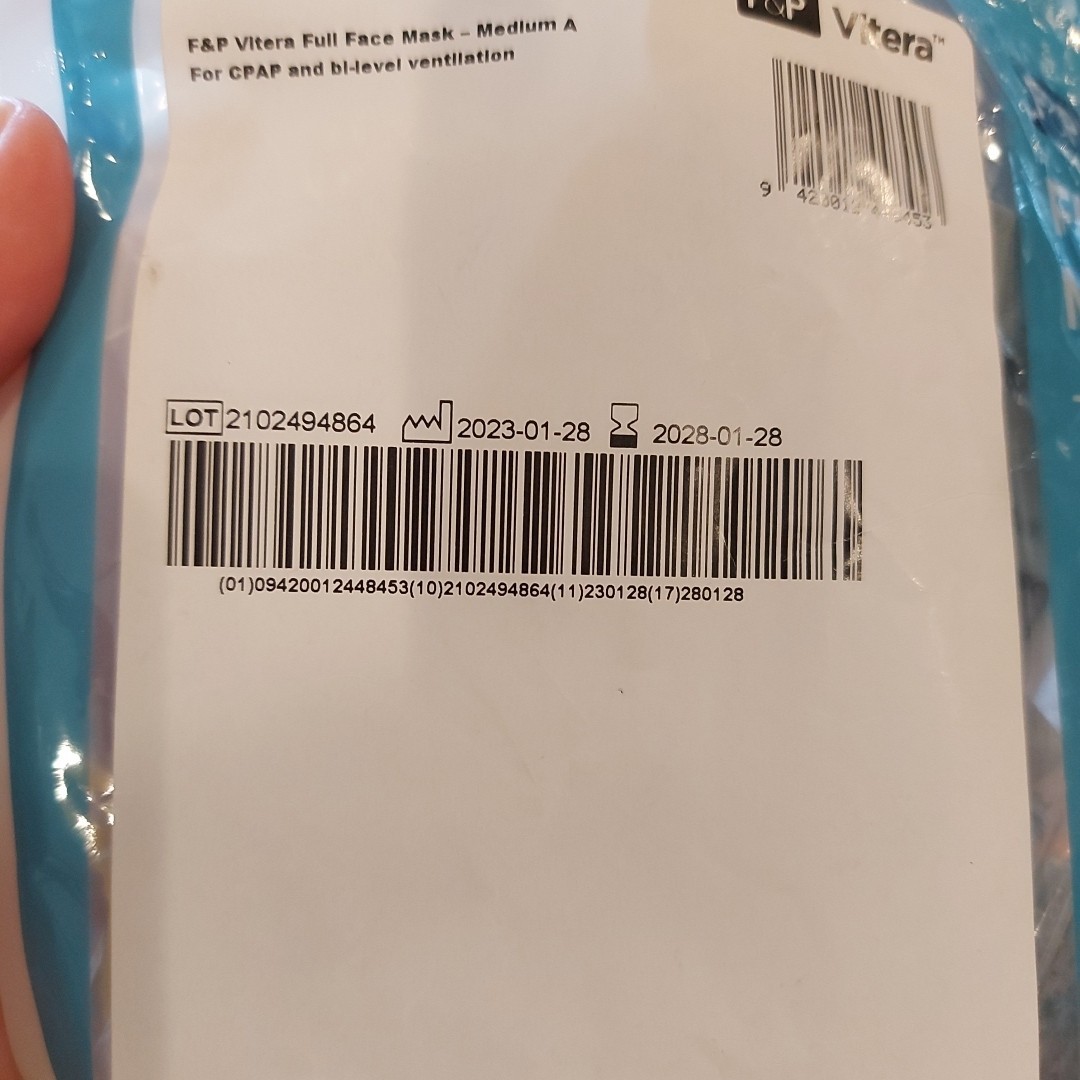 F&P Vitera Full Face Mask – Medium A
For CPAP and bi-level ventilation
F&P Vitera™
9
LOT 2102494864 2023-01-28 2028-01-28
(01)09420012448453(10)2102494864(11)230128(17)280128